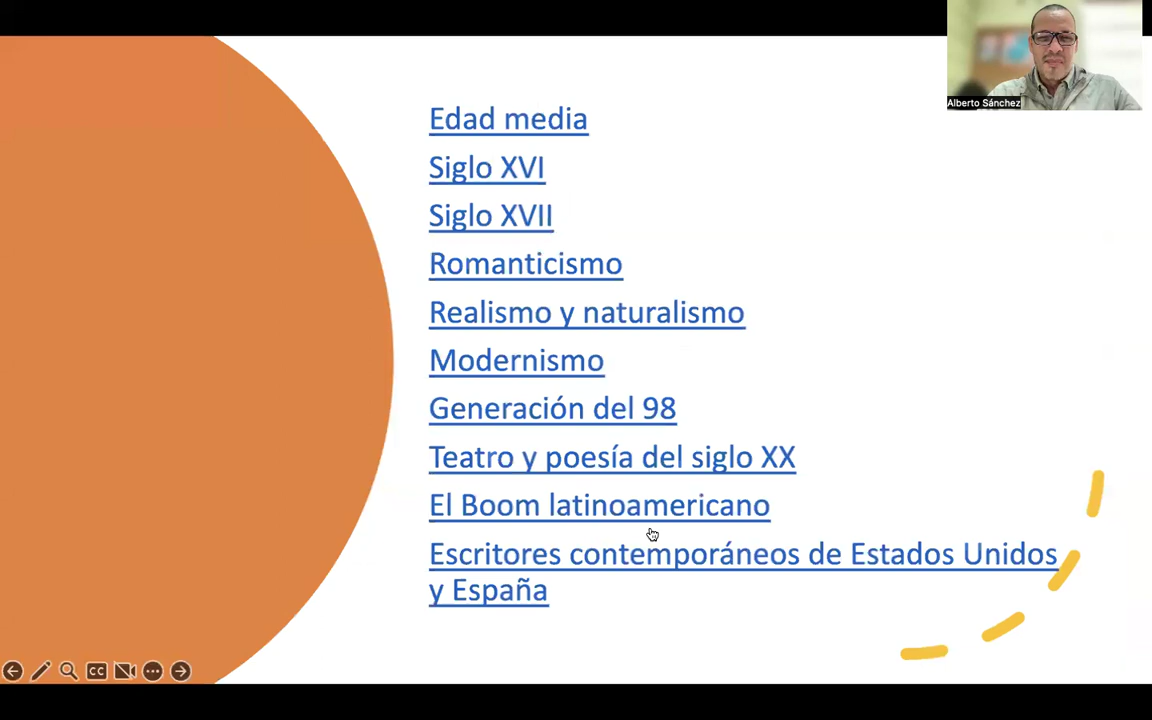 Alberto Sánchez
Edad media
Siglo XVI
Siglo XVII
Romanticismo
Realismo y naturalismo
Modernismo
Generación del 98
Teatro y poesía del siglo XX
El Boom latinoamericano
Escritores contemporáneos de Estados Unidos
y España
CC